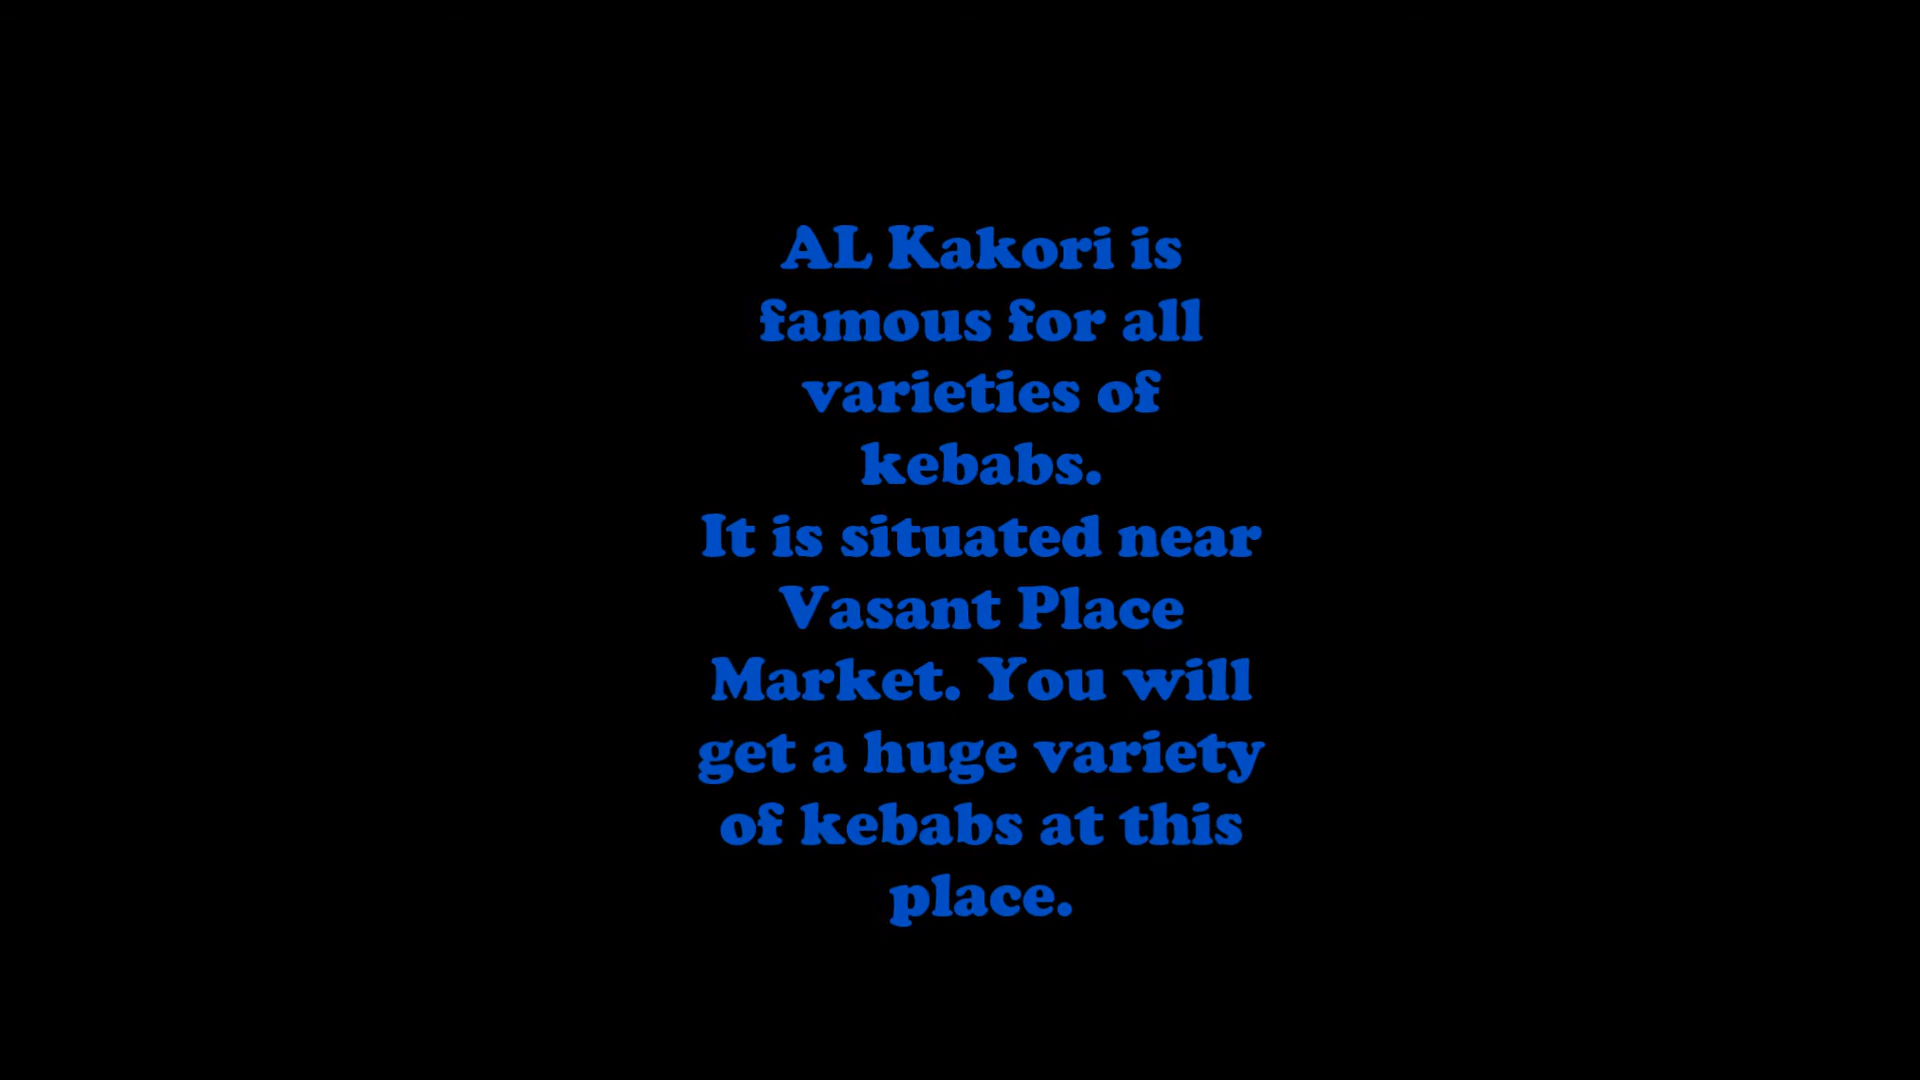 AL Kakori is
famous for all
varieties of
kebabs.
It is situated near
Vasant Place
Market. You will
get a huge variety
of kebabs at this
place.